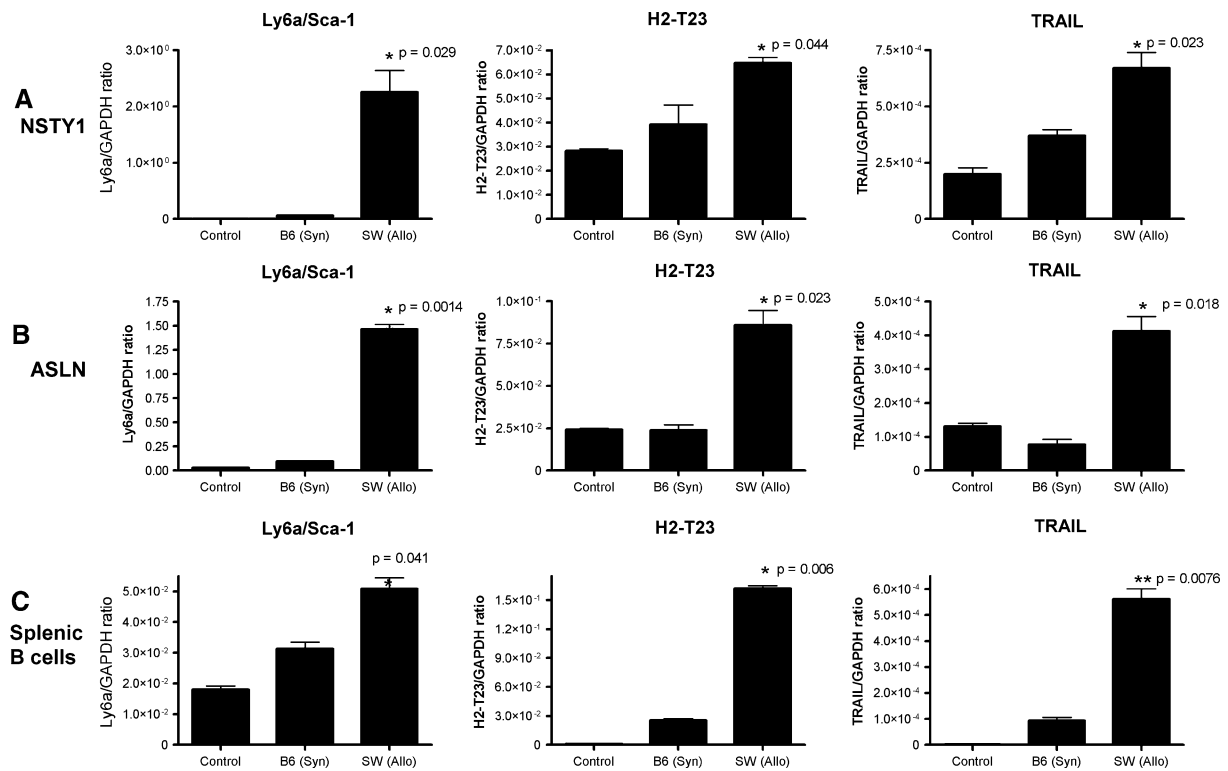 Ly6a/Sca-1
H2-T23
TRAIL
A
NSTY1
Ly6a/GAPDH ratio
3.0×10⁰
2.0×10⁰
1.0×10⁰
0
* p = 0.029
Control
B6 (Syn)
SW (Allo)
H2-T23/GAPDH ratio
7.0×10⁻²
6.0×10⁻²
5.0×10⁻²
4.0×10⁻²
3.0×10⁻²
2.0×10⁻²
1.0×10⁻²
0
* p = 0.044
Control
B6 (Syn)
SW (Allo)
TRAIL/GAPDH ratio
7.5×10⁻⁴
5.0×10⁻⁴
2.5×10⁻⁴
0
* p = 0.023
Control
B6 (Syn)
SW (Allo)
Ly6a/Sca-1
H2-T23
TRAIL
B
ASLN
Ly6a/GAPDH ratio
1.75
1.50
1.25
1.00
0.75
0.50
0.25
0.00
* p = 0.0014
Control
B6 (Syn)
SW (Allo)
H2-T23/GAPDH ratio
1.0×10⁻¹
7.5×10⁻²
5.0×10⁻²
2.5×10⁻²
0
* p = 0.023
Control
B6 (Syn)
SW (Allo)
TRAIL/GAPDH ratio
5.0×10⁻⁴
4.0×10⁻⁴
3.0×10⁻⁴
2.0×10⁻⁴
1.0×10⁻⁴
0
* p = 0.018
Control
B6 (Syn)
SW (Allo)
Ly6a/Sca-1
H2-T23
TRAIL
C
Splenic
B cells
Ly6a/GAPDH ratio
5.0×10⁻²
4.0×10⁻²
3.0×10⁻²
2.0×10⁻²
1.0×10⁻²
0
p = 0.041
*
Control
B6 (Syn)
SW (Allo)
H2-T23/GAPDH ratio
1.5×10⁻¹
1.2×10⁻¹
9.0×10⁻²
6.0×10⁻²
3.0×10⁻²
0
* p = 0.006
Control
B6 (Syn)
SW (Allo)
TRAIL/GAPDH ratio
6.0×10⁻⁴
5.0×10⁻⁴
4.0×10⁻⁴
3.0×10⁻⁴
2.0×10⁻⁴
1.0×10⁻⁴
0
** p = 0.0076
Control
B6 (Syn)
SW (Allo)